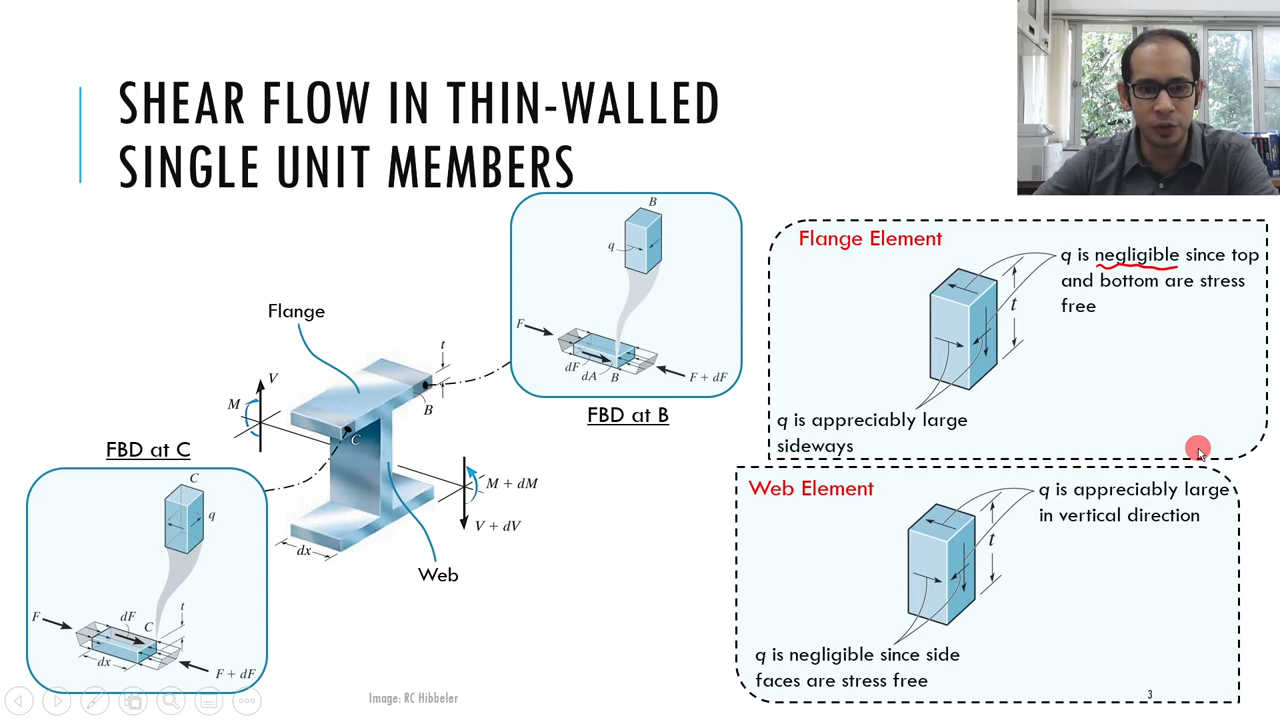 SHEAR FLOW IN THIN-WALLED
SINGLE UNIT MEMBERS
Flange
V
M
t
B
C
M + dM
V + dV
dx
Web
B
q
F
dF
dA
B
F + dF
FBD at B
FBD at C
C
q
F
dF
C
t
dx
F + dF
Flange Element
q is negligible since top
and bottom are stress
free
t
q is appreciably large
sideways
Web Element
q is appreciably large
in vertical direction
t
q is negligible since side
faces are stress free
Image: RC Hibbeler
3